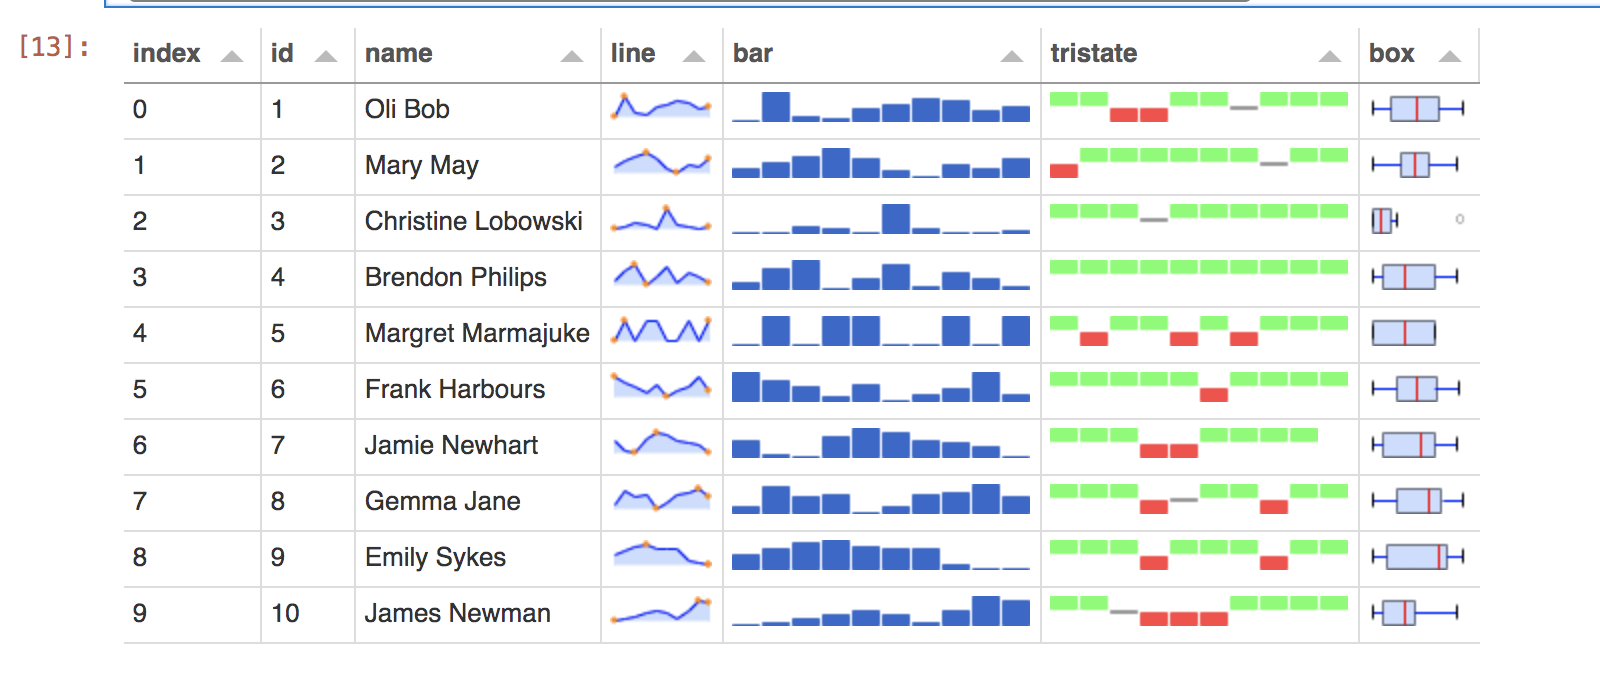 [13]:
index id name line bar tristate box
0 1 Oli Bob
1 2 Mary May
2 3 Christine Lobowski
3 4 Brendon Philips
4 5 Margret Marmajuke
5 6 Frank Harbours
6 7 Jamie Newhart
7 8 Gemma Jane
8 9 Emily Sykes
9 10 James Newman